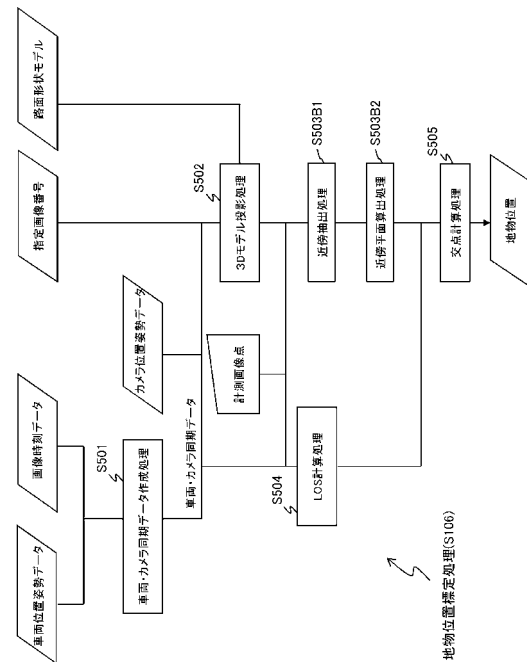 車両位置姿勢データ
画像時刻データ
指定画像番号
路面形状モデル
S501
車両・カメラ同期データ作成処理
カメラ位置姿勢データ
車両・カメラ同期データ
S502
3Dモデル投影処理
計測画像点
S503B1
近傍抽出処理
S504
LOS計算処理
S503B2
近傍平面算出処理
S505
交点計算処理
地物位置
地物位置標定処理(S106)